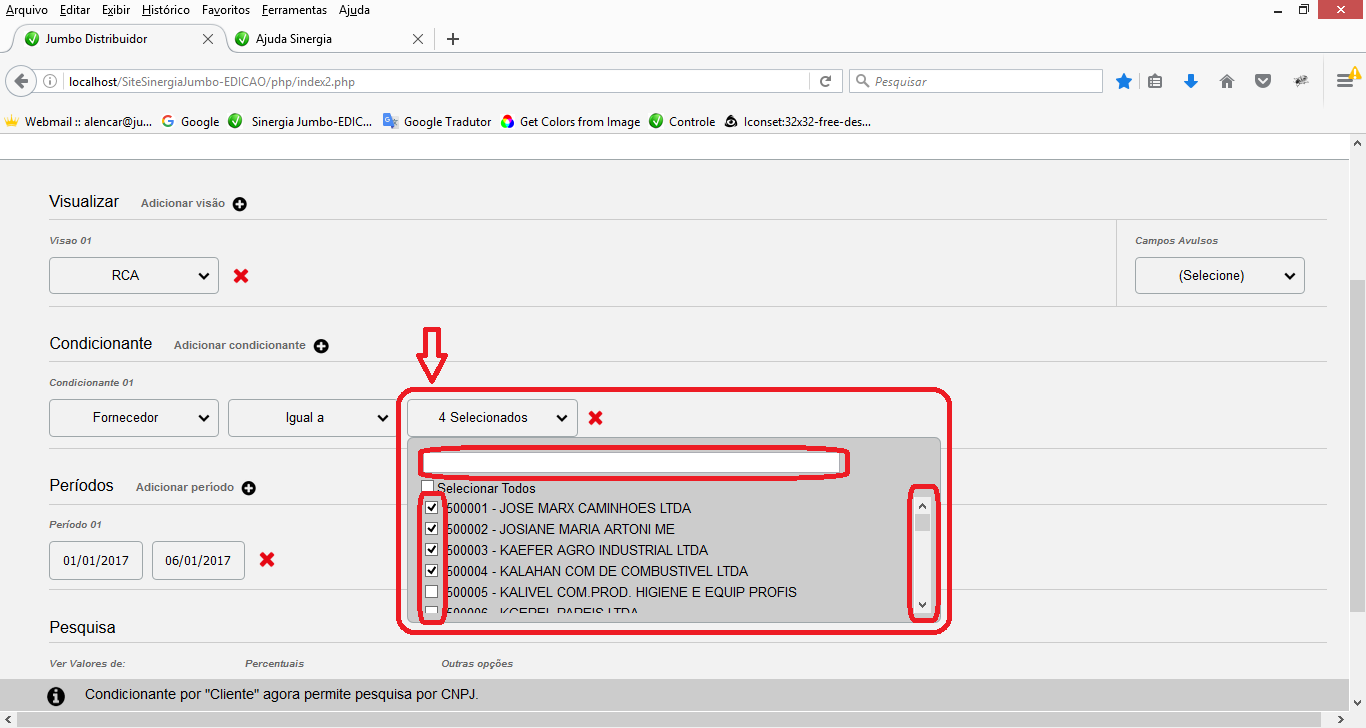 Arquivo Editar Exibir Histórico Favoritos Ferramentas Ajuda
Jumbo Distribuidor Ajuda Sinergia
localhost/SiteSinergiaJumbo-EDICAO/php/index2.php Pesquisar
Webmail :: alencar@ju... Google Sinergia Jumbo-EDIC... Google Tradutor Get Colors from Image Controle Iconset:32x32-free-des...
Visualizar Adicionar visão
Visao 01 Campos Avulsos
RCA (Selecione)
Condicionante Adicionar condicionante
Condicionante 01
Fornecedor Igual a 4 Selecionados
Selecionar Todos
500001 - JOSE MARX CAMINHOES LTDA
500002 - JOSIANE MARIA ARTONI ME
500003 - KAEFER AGRO INDUSTRIAL LTDA
500004 - KALAHAN COM DE COMBUSTIVEL LTDA
500005 - KALIVEL COM.PROD. HIGIENE E EQUIP PROFIS
500006 - KGEPEL PAPEIS LTDA
Períodos Adicionar período
Período 01
01/01/2017 06/01/2017
Pesquisa
Ver Valores de: Percentuais Outras opções
Condicionante por "Cliente" agora permite pesquisa por CNPJ.